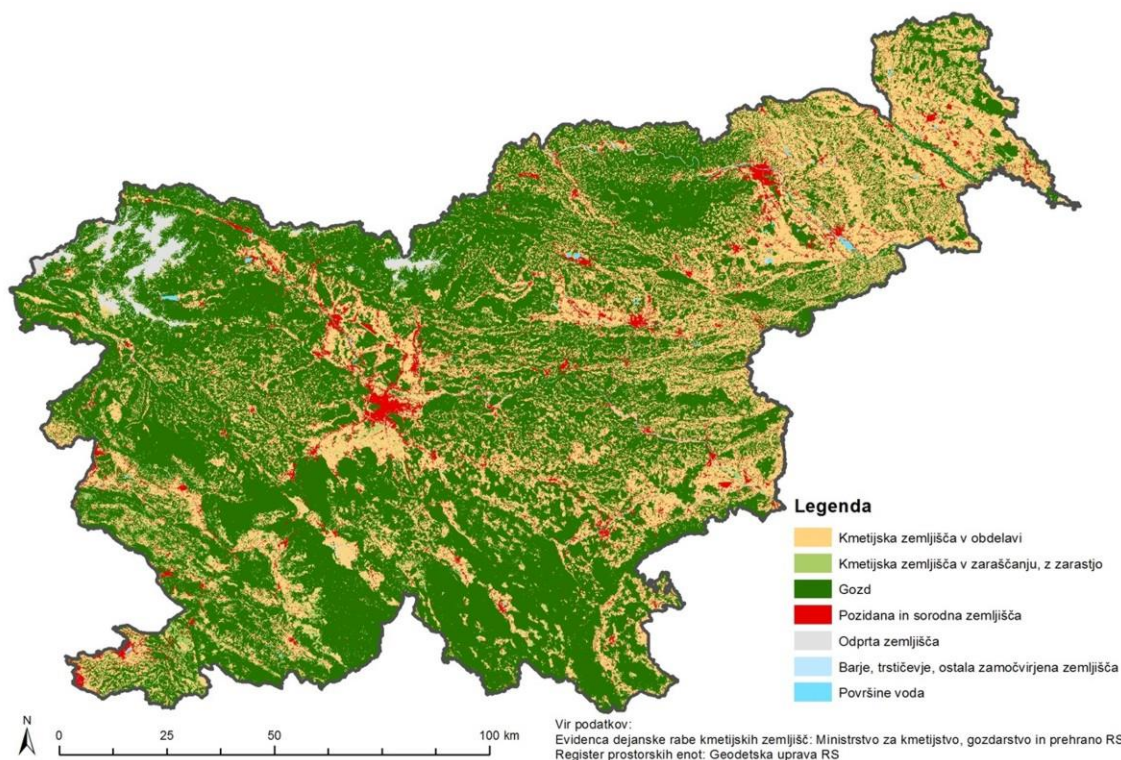 Legenda
Kmetijska zemljišča v obdelavi
Kmetijska zemljišča v zaraščanju, z zarastjo
Gozd
Pozidana in sorodna zemljišča
Odprta zemljišča
Barje, trstičevje, ostala zamočvirjena zemljišča
Površine voda
N
0 25 50 100 km
Vir podatkov:
Evidenca dejanske rabe kmetijskih zemljišč: Ministrstvo za kmetijstvo, gozdarstvo in prehrano RS
Register prostorskih enot: Geodetska uprava RS